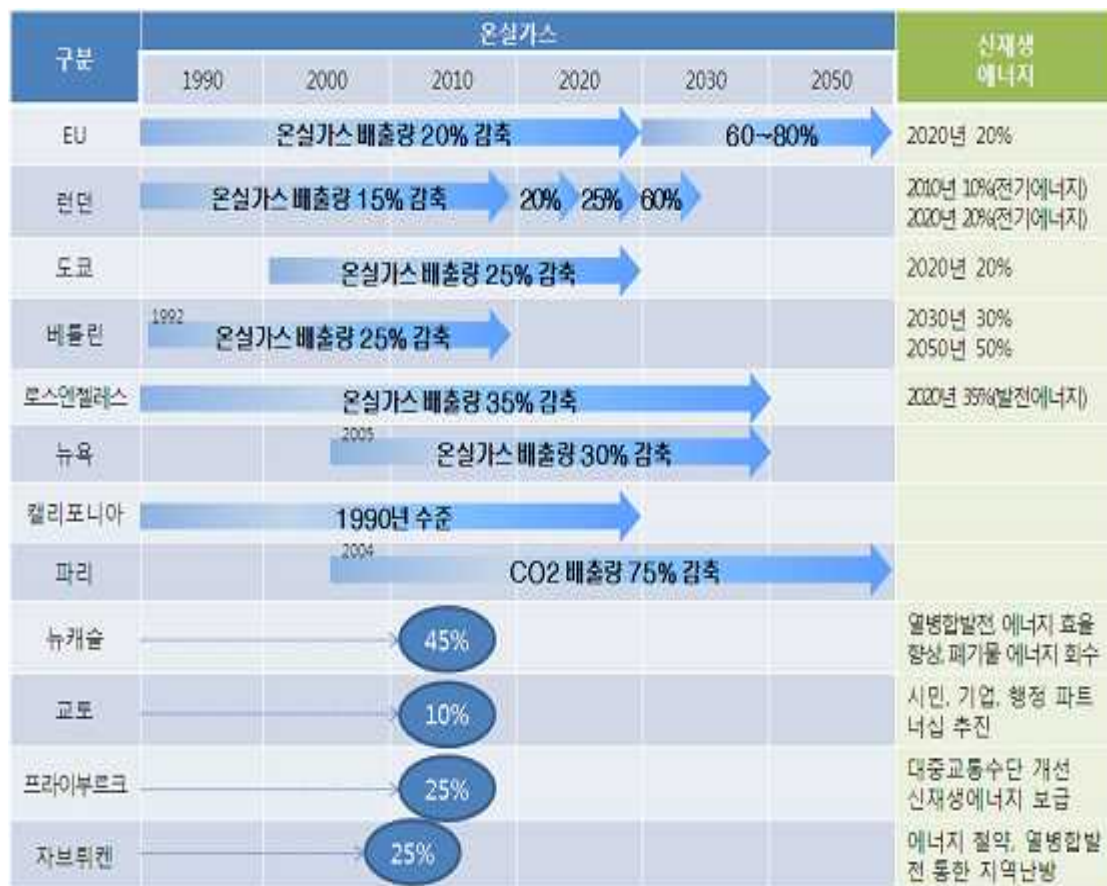 구분
온실가스
신재생
에너지
1990 2000 2010 2020 2030 2050
EU
온실가스 배출량 20% 감축
60~80%
2020년 20%
런던
온실가스 배출량 15% 감축
20% 25% 60%
2010년 10%(전기에너지)
2020년 20%(전기에너지)
도쿄
온실가스 배출량 25% 감축
2020년 20%
베를린
1992
온실가스 배출량 25% 감축
2030년 30%
2050년 50%
로스엔젤레스
온실가스 배출량 35% 감축
2020년 35%(발전에너지)
뉴욕
2005
온실가스 배출량 30% 감축
캘리포니아
1990년 수준
파리
2004
CO2 배출량 75% 감축
뉴캐슬
45%
열병합발전, 에너지 효율
향상, 폐기물 에너지 회수
교토
10%
시민, 기업, 행정 파트
너십 추진
프라이부르크
25%
대중교통수단 개선
신재생에너지 보급
자브뤼켄
25%
에너지 절약, 열병합발
전 통한 지역난방